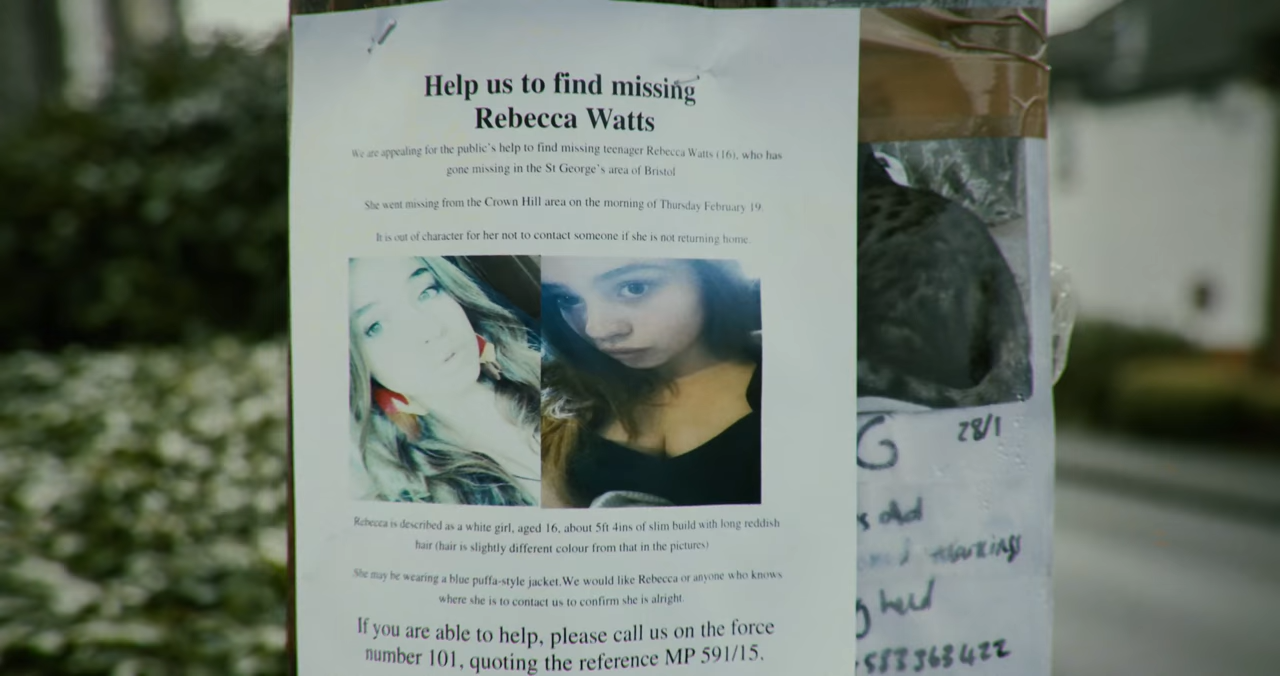 Help us to find missing
Rebecca Watts
We are appealing for the public's help to find missing teenager Rebecca Watts (16), who has
gone missing in the St George's area of Bristol
She went missing from the Crown Hill area on the morning of Thursday February 19.
It is out of character for her not to contact someone if she is not returning home.
Rebecca is described as a white girl, aged 16, about 5ft 4ins of slim build with long reddish
hair (hair is slightly different colour from that in the pictures)
She may be wearing a blue puffa-style jacket.We would like Rebecca or anyone who knows
where she is to contact us to confirm she is alright.
If you are able to help, please call us on the force
number 101, quoting the reference MP 591/15.
G 28/1
old
markings
held
583363422